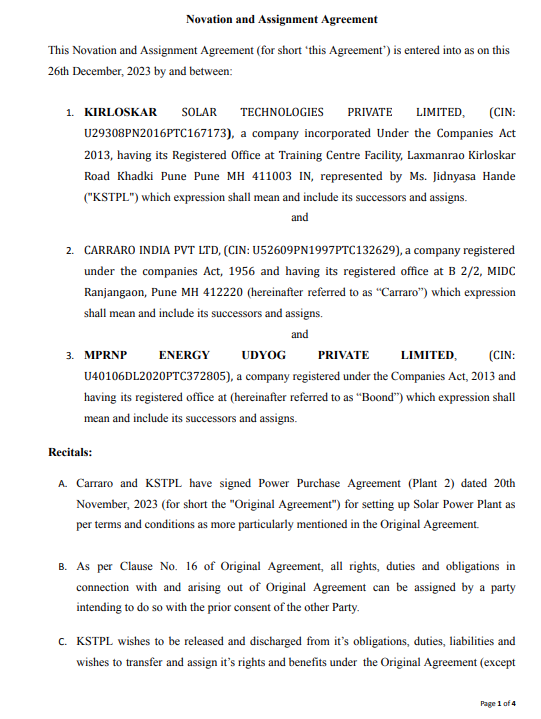 Novation and Assignment Agreement
This Novation and Assignment Agreement (for short ‘this Agreement’) is entered into as on this
26th December, 2023 by and between:
1. KIRLOSKAR SOLAR TECHNOLOGIES PRIVATE LIMITED, (CIN:
U29308PN2016PTC167173), a company incorporated Under the Companies Act
2013, having its Registered Office at Training Centre Facility, Laxmanrao Kirloskar
Road Khadki Pune Pune MH 411003 IN, represented by Ms. Jidnyasa Hande
("KSTPL") which expression shall mean and include its successors and assigns.
and
2. CARRARO INDIA PVT LTD, (CIN: U52609PN1997PTC132629), a company registered
under the companies Act, 1956 and having its registered office at B 2/2, MIDC
Ranjangaon, Pune MH 412220 (hereinafter referred to as “Carraro”) which expression
shall mean and include its successors and assigns.
and
3. MPRNP ENERGY UDYOG PRIVATE LIMITED, (CIN:
U40106DL2020PTC372805), a company registered under the Companies Act, 2013 and
having its registered office at (hereinafter referred to as “Boond”) which expression shall
mean and include its successors and assigns.
Recitals:
A. Carraro and KSTPL have signed Power Purchase Agreement (Plant 2) dated 20th
November, 2023 (for short the "Original Agreement") for setting up Solar Power Plant as
per terms and conditions as more particularly mentioned in the Original Agreement.
B. As per Clause No. 16 of Original Agreement, all rights, duties and obligations in
connection with and arising out of Original Agreement can be assigned by a party
intending to do so with the prior consent of the other Party.
C. KSTPL wishes to be released and discharged from it’s obligations, duties, liabilities and
wishes to transfer and assign it’s rights and benefits under the Original Agreement (except
Page 1 of 4